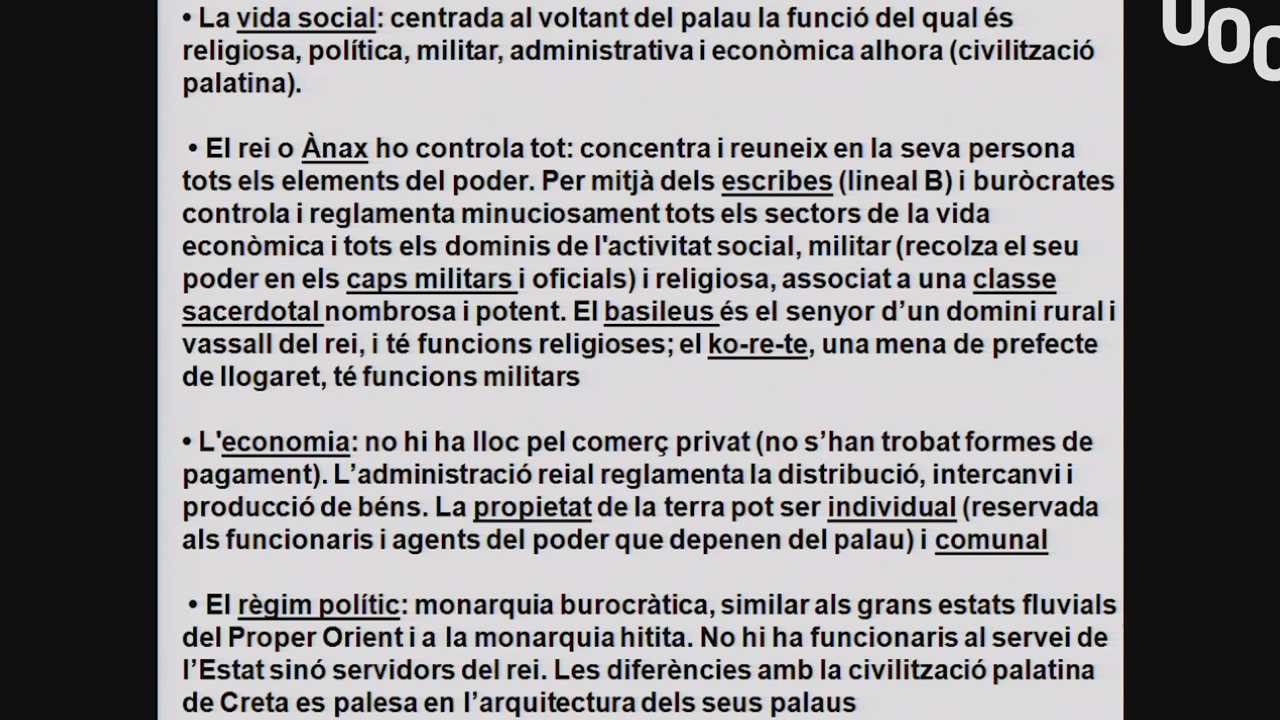 • La vida social: centrada al voltant del palau la funció del qual és
religiosa, política, militar, administrativa i econòmica alhora (civilització
palatina).
• El rei o Ànax ho controla tot: concentra i reuneix en la seva persona
tots els elements del poder. Per mitjà dels escribes (lineal B) i buròcrates
controla i reglamenta minuciosament tots els sectors de la vida
econòmica i tots els dominis de l'activitat social, militar (recolza el seu
poder en els caps militars i oficials) i religiosa, associat a una classe
sacerdotal nombrosa i potent. El basileus és el senyor d’un domini rural i
vassall del rei, i té funcions religioses; el ko-re-te, una mena de prefecte
de llogaret, té funcions militars
• L'economia: no hi ha lloc pel comerç privat (no s’han trobat formes de
pagament). L’administració reial reglamenta la distribució, intercanvi i
producció de béns. La propietat de la terra pot ser individual (reservada
als funcionaris i agents del poder que depenen del palau) i comunal
• El règim polític: monarquia burocràtica, similar als grans estats fluvials
del Proper Orient i a la monarquia hitita. No hi ha funcionaris al servei de
l’Estat sinó servidors del rei. Les diferències amb la civilització palatina
de Creta es palesa en l’arquitectura dels seus palaus
UOC